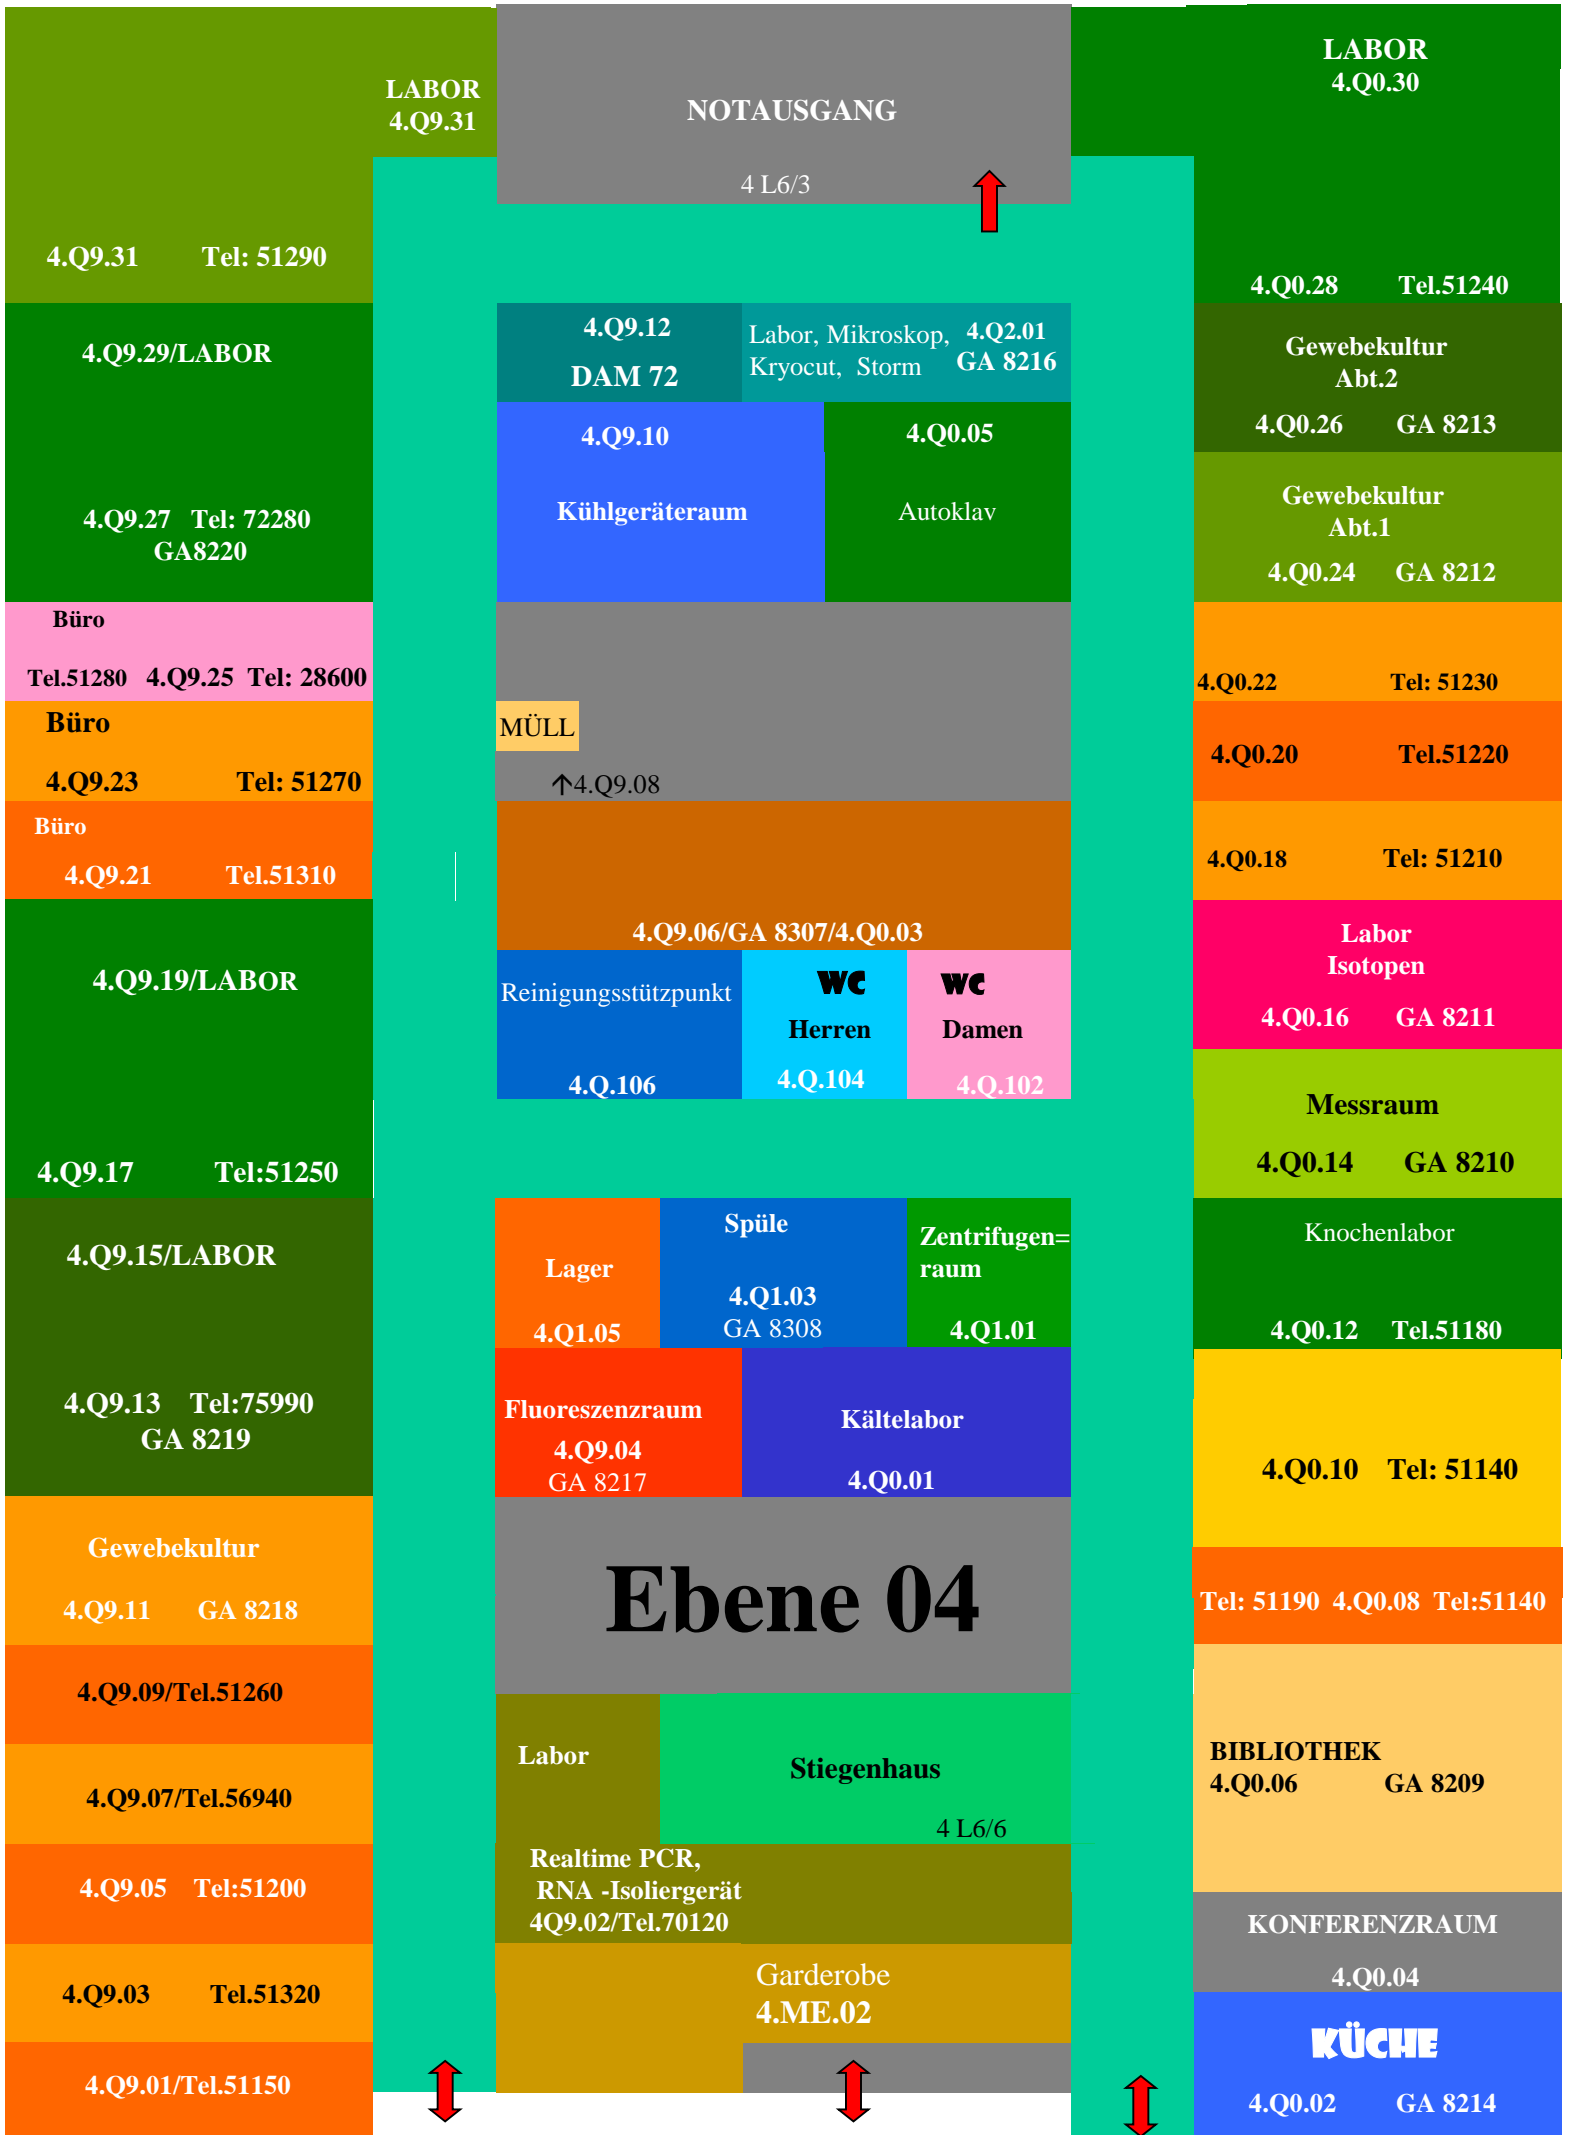 LABOR
4.Q9.31
4.Q9.31 Tel: 51290
4.Q9.29/LABOR
4.Q9.27 Tel: 72280
GA8220
Büro
Tel.51280 4.Q9.25 Tel: 28600
Büro
4.Q9.23 Tel: 51270
Büro
4.Q9.21 Tel.51310
4.Q9.19/LABOR
4.Q9.17 Tel:51250
4.Q9.15/LABOR
4.Q9.13 Tel:75990
GA 8219
Gewebekultur
4.Q9.11 GA 8218
4.Q9.09/Tel.51260
4.Q9.07/Tel.56940
4.Q9.05 Tel:51200
4.Q9.03 Tel.51320
4.Q9.01/Tel.51150
NOTAUSGANG
4 L6/3
4.Q9.12
DAM 72
Labor, Mikroskop, 4.Q2.01
Kryocut, Storm GA 8216
4.Q9.10
Kühlgeräteraum
4.Q0.05
Autoklav
MÜLL
↑4.Q9.08
4.Q9.06/GA 8307/4.Q0.03
Reinigungsstützpunkt
4.Q.106
WC
Herren
4.Q.104
WC
Damen
4.Q.102
Lager
4.Q1.05
Spüle
4.Q1.03
GA 8308
Zentrifugen=
raum
4.Q1.01
Fluoreszenzraum
4.Q9.04
GA 8217
Kältelabor
4.Q0.01
Ebene 04
Labor
Stiegenhaus
4 L6/6
Realtime PCR,
RNA -Isoliergerät
4Q9.02/Tel.70120
Garderobe
4.ME.02
LABOR
4.Q0.30
4.Q0.28 Tel.51240
Gewebekultur
Abt.2
4.Q0.26 GA 8213
Gewebekultur
Abt.1
4.Q0.24 GA 8212
4.Q0.22 Tel: 51230
4.Q0.20 Tel.51220
4.Q0.18 Tel: 51210
Labor
Isotopen
4.Q0.16 GA 8211
Messraum
4.Q0.14 GA 8210
Knochenlabor
4.Q0.12 Tel.51180
4.Q0.10 Tel: 51140
Tel: 51190 4.Q0.08 Tel:51140
BIBLIOTHEK
4.Q0.06 GA 8209
KONFERENZRAUM
4.Q0.04
KÜCHE
4.Q0.02 GA 8214